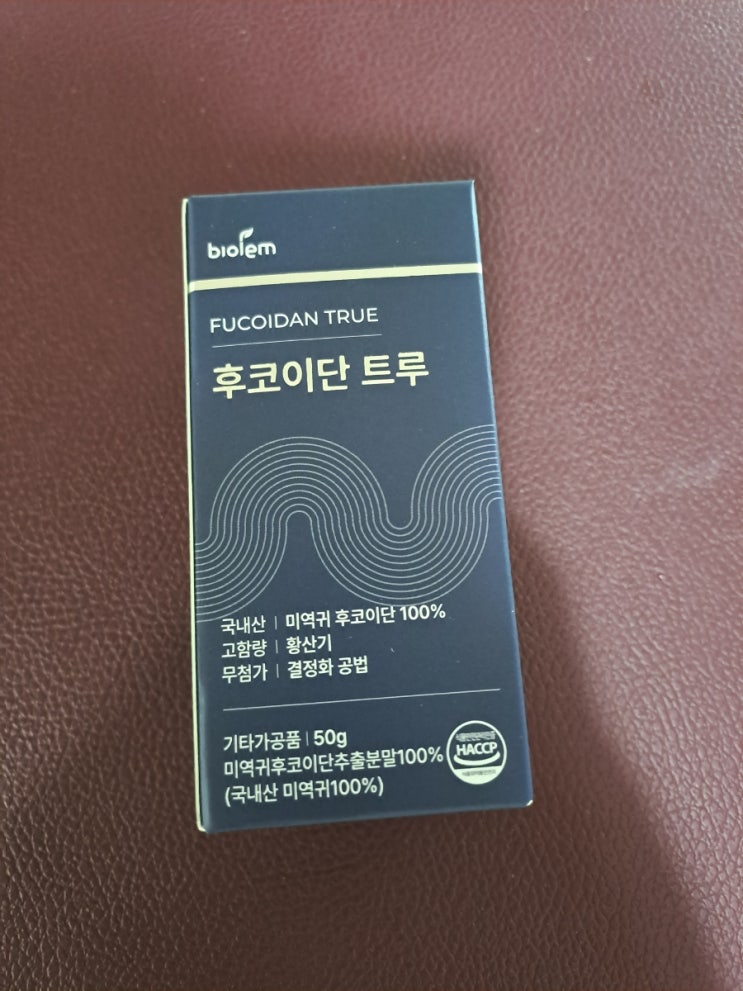 biolem
FUCOIDAN TRUE
후코이단 트루
국내산 | 미역귀 후코이단 100%
고함량 | 황산기
무첨가 | 결정화 공법
기타가공품 | 50g
미역귀후코이단추출분말100%
(국내산 미역귀100%)
HACCP